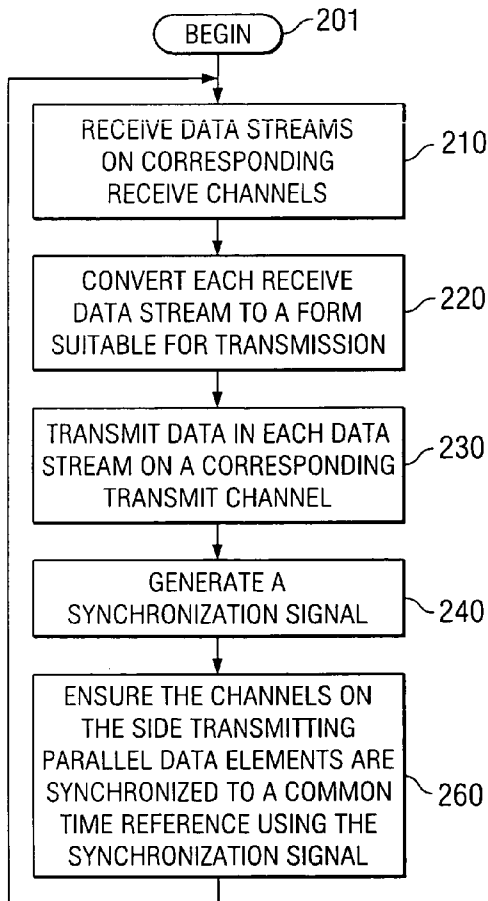 BEGIN
201
RECEIVE DATA STREAMS
ON CORRESPONDING
RECEIVE CHANNELS
210
CONVERT EACH RECEIVE
DATA STREAM TO A FORM
SUITABLE FOR TRANSMISSION
220
TRANSMIT DATA IN EACH DATA
STREAM ON A CORRESPONDING
TRANSMIT CHANNEL
230
GENERATE A
SYNCHRONIZATION SIGNAL
240
ENSURE THE CHANNELS ON
THE SIDE TRANSMITTING
PARALLEL DATA ELEMENTS ARE
SYNCHRONIZED TO A COMMON
TIME REFERENCE USING THE
SYNCHRONIZATION SIGNAL
260